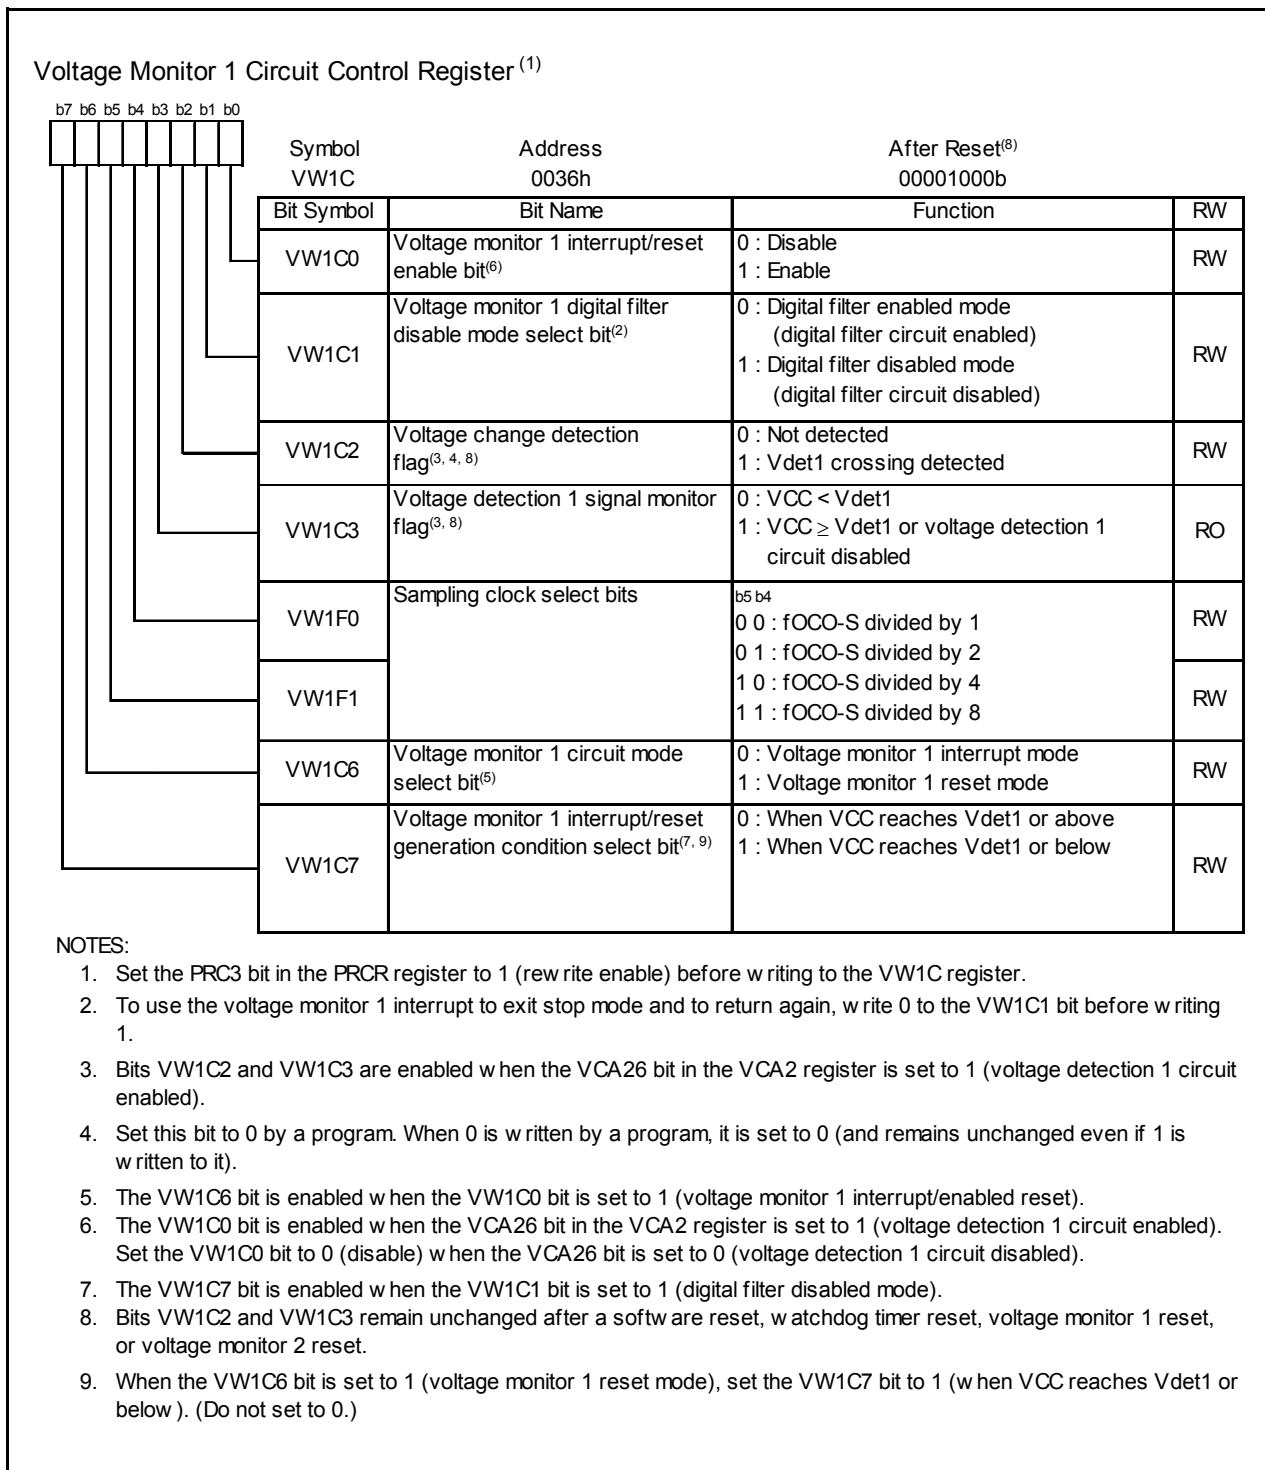 Voltage Monitor 1 Circuit Control Register (1)
b7 b6 b5 b4 b3 b2 b1 b0
Symbol Address After Reset(8)
VW1C 0036h 00001000b
Bit Symbol Bit Name Function RW
VW1C0 Voltage monitor 1 interrupt/reset enable bit(6) 0 : Disable RW
1 : Enable
VW1C1 Voltage monitor 1 digital filter disable mode select bit(2) 0 : Digital filter enabled mode RW
(digital filter circuit enabled)
1 : Digital filter disabled mode
(digital filter circuit disabled)
VW1C2 Voltage change detection flag(3, 4, 8) 0 : Not detected RW
1 : Vdet1 crossing detected
VW1C3 Voltage detection 1 signal monitor flag(3, 8) 0 : VCC < Vdet1 RO
1 : VCC ≥ Vdet1 or voltage detection 1
circuit disabled
VW1F0 Sampling clock select bits b5 b4 RW
0 0 : fOCO-S divided by 1
0 1 : fOCO-S divided by 2
VW1F1 1 0 : fOCO-S divided by 4 RW
1 1 : fOCO-S divided by 8
VW1C6 Voltage monitor 1 circuit mode select bit(5) 0 : Voltage monitor 1 interrupt mode RW
1 : Voltage monitor 1 reset mode
VW1C7 Voltage monitor 1 interrupt/reset generation condition select bit(7, 9) 0 : When VCC reaches Vdet1 or above RW
1 : When VCC reaches Vdet1 or below
NOTES:
1. Set the PRC3 bit in the PRCR register to 1 (rewrite enable) before writing to the VW1C register.
2. To use the voltage monitor 1 interrupt to exit stop mode and to return again, write 0 to the VW1C1 bit before writing
1.
3. Bits VW1C2 and VW1C3 are enabled when the VCA26 bit in the VCA2 register is set to 1 (voltage detection 1 circuit
enabled).
4. Set this bit to 0 by a program. When 0 is written by a program, it is set to 0 (and remains unchanged even if 1 is
written to it).
5. The VW1C6 bit is enabled when the VW1C0 bit is set to 1 (voltage monitor 1 interrupt/enabled reset).
6. The VW1C0 bit is enabled when the VCA26 bit in the VCA2 register is set to 1 (voltage detection 1 circuit enabled).
Set the VW1C0 bit to 0 (disable) when the VCA26 bit is set to 0 (voltage detection 1 circuit disabled).
7. The VW1C7 bit is enabled when the VW1C1 bit is set to 1 (digital filter disabled mode).
8. Bits VW1C2 and VW1C3 remain unchanged after a software reset, watchdog timer reset, voltage monitor 1 reset,
or voltage monitor 2 reset.
9. When the VW1C6 bit is set to 1 (voltage monitor 1 reset mode), set the VW1C7 bit to 1 (when VCC reaches Vdet1 or
below). (Do not set to 0.)